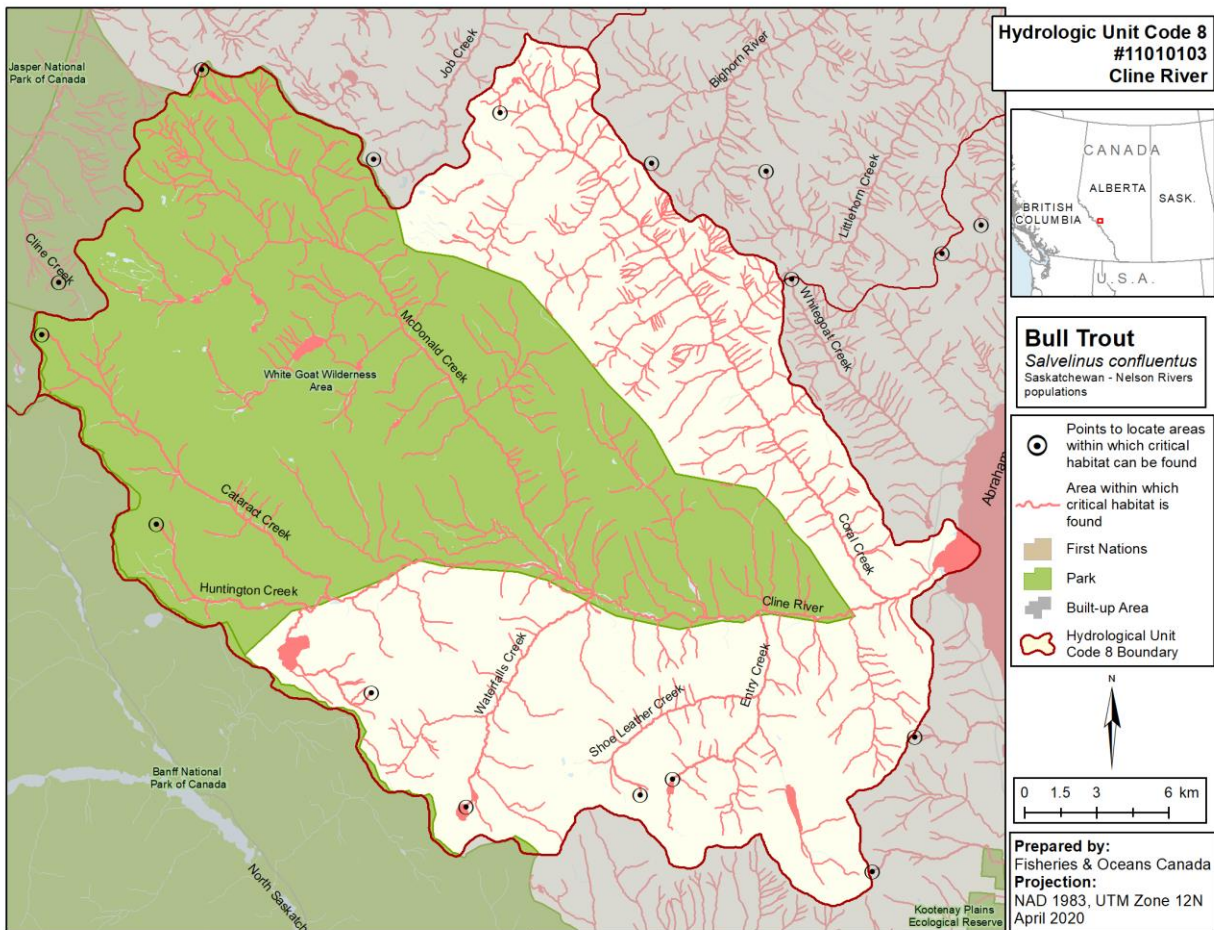 Hydrologic Unit Code 8
#11010103
Cline River
Jasper National
Park of Canada
Job Creek
Bighorn River
Littlehorn Creek
Cline Creek
Whitegoat Creek
McDonald Creek
White Goat Wilderness
Area
Abraham
Cataract Creek
Coral Creek
Huntington Creek
Cline River
Waterfalls Creek
Entry Creek
Shoe Leather Creek
Banff National
Park of Canada
North Saskatch
Kootenay Plains
Ecological Reserve
CANADA
ALBERTA
SASK.
BRITISH
COLUMBIA
U.S.A.
Bull Trout
Salvelinus confluentus
Saskatchewan - Nelson Rivers
populations
Points to locate areas
within which critical
habitat can be found
Area within which
critical habitat is
found
First Nations
Park
Built-up Area
Hydrological Unit
Code 8 Boundary
N
0 1.5 3 6 km
Prepared by:
Fisheries & Oceans Canada
Projection:
NAD 1983, UTM Zone 12N
April 2020